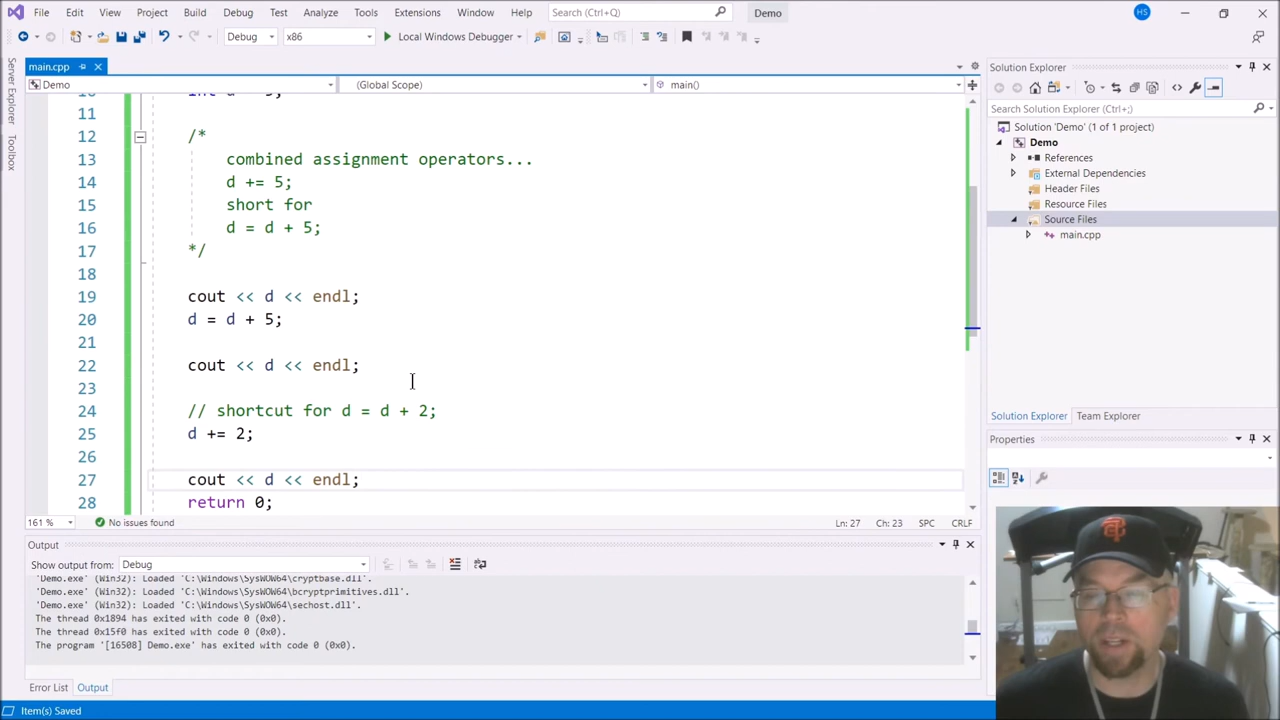 File Edit View Project Build Debug Test Analyze Tools Extensions Window Help Search (Ctrl+Q) Demo HS
Debug x86 Local Windows Debugger
Server Explorer
Toolbox
main.cpp
Demo (Global Scope) main()
11
12 /*
13 combined assignment operators...
14 d += 5;
15 short for
16 d = d + 5;
17 */
18
19 cout << d << endl;
20 d = d + 5;
21
22 cout << d << endl;
23
24 // shortcut for d = d + 2;
25 d += 2;
26
27 cout << d << endl;
28 return 0;
161 % No issues found Ln: 27 Ch: 23 SPC CRLF
Output
Show output from: Debug
'Demo.exe' (Win32): Loaded 'C:\Windows\SysWOW64\cryptbase.dll'.
'Demo.exe' (Win32): Loaded 'C:\Windows\SysWOW64\bcryptprimitives.dll'.
'Demo.exe' (Win32): Loaded 'C:\Windows\SysWOW64\sechost.dll'.
The thread 0x1894 has exited with code 0 (0x0).
The thread 0x15f0 has exited with code 0 (0x0).
The program '[16508] Demo.exe' has exited with code 0 (0x0).
Error List Output
Item(s) Saved
Solution Explorer
Search Solution Explorer (Ctrl+;)
Solution 'Demo' (1 of 1 project)
Demo
References
External Dependencies
Header Files
Resource Files
Source Files
main.cpp
Solution Explorer Team Explorer
Properties